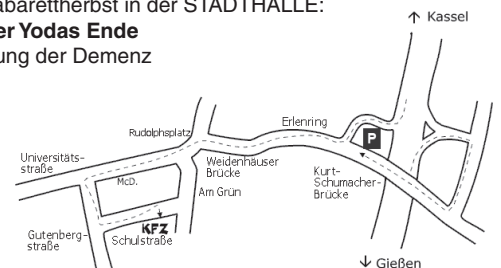 abarettherbst in der STADTHALLE:
er Yodas Ende
ung der Demenz
↑ Kassel
Erlenring
P
Rudolphsplatz
Universitäts-
straße
Weidenhäuser
Brücke
McD.
Am Grün
Kurt-
Schumacher-
Brücke
KFZ
Gutenberg-
straße
Schulstraße
↓ Gießen